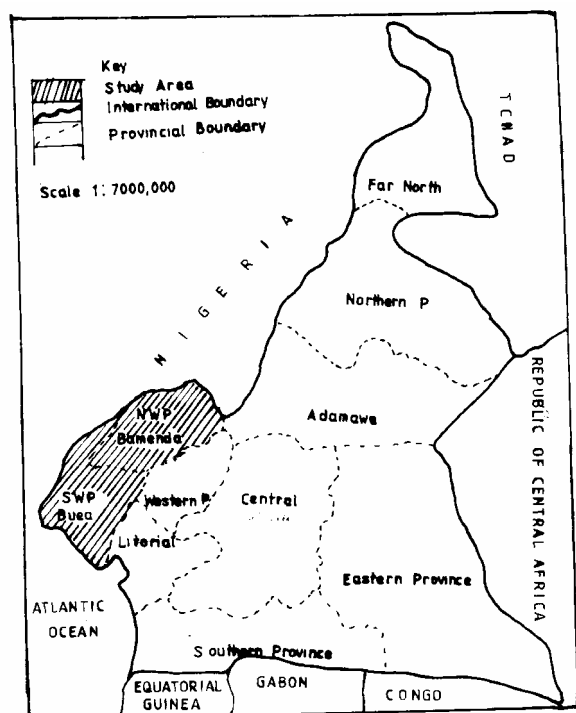 Key
Study Area
International Boundary
Provincial Boundary
Scale 1:7000,000
TCHAD
Far North
NIGERIA
Northern P
REPUBLIC OF CENTRAL AFRICA
Adamawe
NWP
Bamenda
SWP
Buea
Western P
Central
Litorial
Eastern Province
ATLANTIC
OCEAN
Southern Province
EQUATORIAL
GUINEA
GABON
CONGO